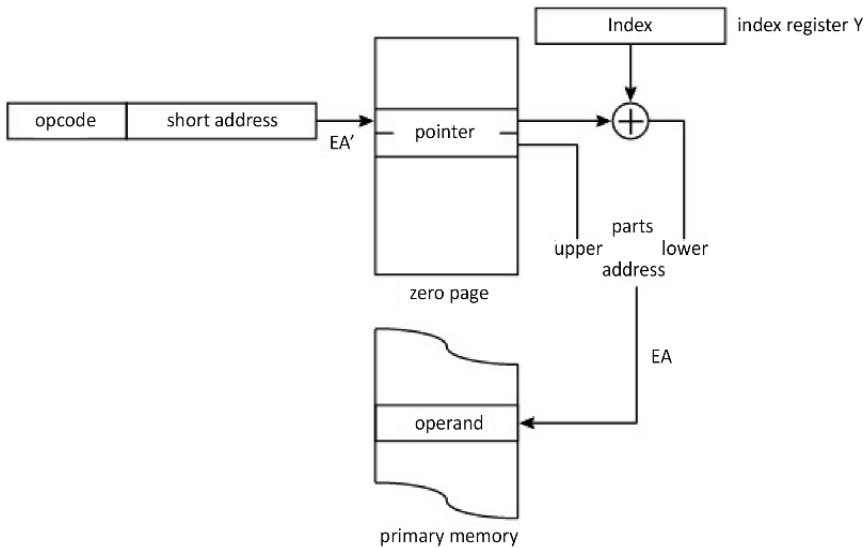 Index
index register Y
opcode
short address
EA'
pointer
parts
upper
lower
address
zero page
EA
operand
primary memory